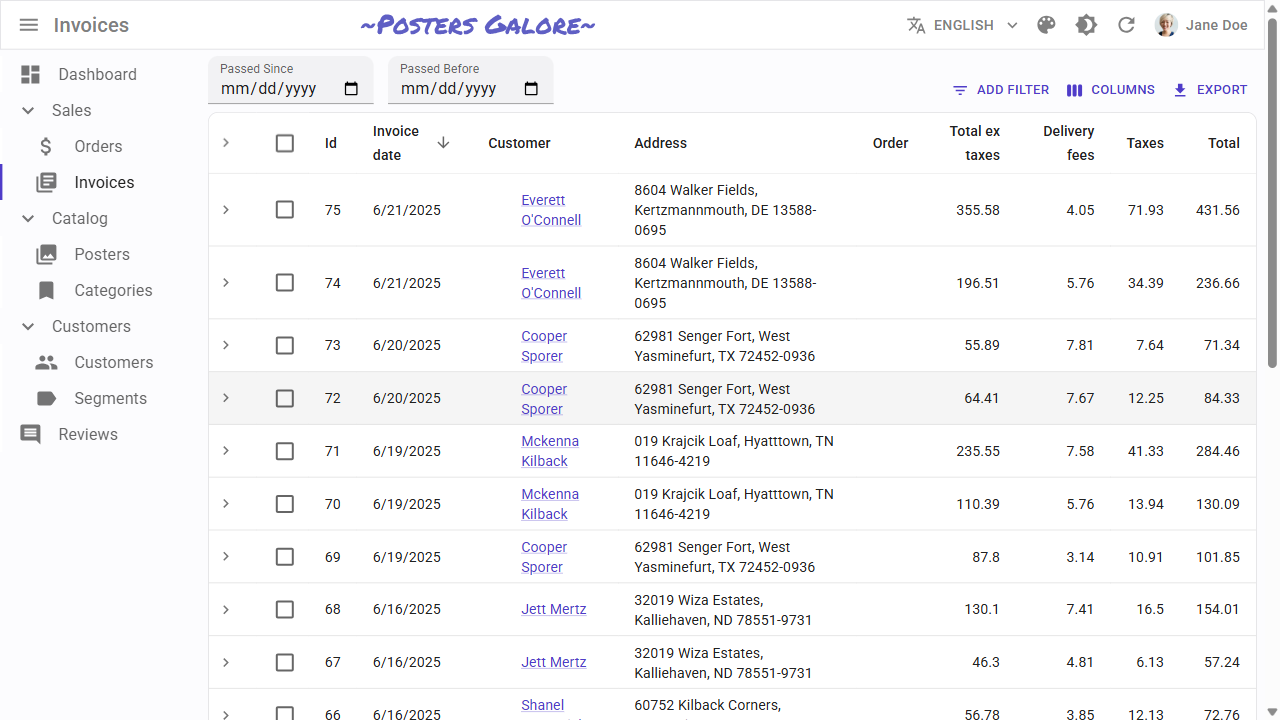 Invoices
~Posters Galore~
ENGLISH
Jane Doe
Dashboard
Sales
Orders
Invoices
Catalog
Posters
Categories
Customers
Customers
Segments
Reviews
Passed Since
mm/dd/yyyy
Passed Before
mm/dd/yyyy
ADD FILTER
COLUMNS
EXPORT
Id
Invoice
date
Customer
Address
Order
Total ex
taxes
Delivery
fees
Taxes
Total
75 6/21/2025
Everett
O'Connell
8604 Walker Fields,
Kertzmannmouth, DE 13588-
0695
355.58 4.05 71.93 431.56
74 6/21/2025
Everett
O'Connell
8604 Walker Fields,
Kertzmannmouth, DE 13588-
0695
196.51 5.76 34.39 236.66
73 6/20/2025
Cooper
Sporer
62981 Senger Fort, West
Yasminefurt, TX 72452-0936
55.89 7.81 7.64 71.34
72 6/20/2025
Cooper
Sporer
62981 Senger Fort, West
Yasminefurt, TX 72452-0936
64.41 7.67 12.25 84.33
71 6/19/2025
Mckenna
Kilback
019 Krajcik Loaf, Hyatttown, TN
11646-4219
235.55 7.58 41.33 284.46
70 6/19/2025
Mckenna
Kilback
019 Krajcik Loaf, Hyatttown, TN
11646-4219
110.39 5.76 13.94 130.09
69 6/19/2025
Cooper
Sporer
62981 Senger Fort, West
Yasminefurt, TX 72452-0936
87.8 3.14 10.91 101.85
68 6/16/2025
Jett Mertz
32019 Wiza Estates,
Kalliehaven, ND 78551-9731
130.1 7.41 16.5 154.01
67 6/16/2025
Jett Mertz
32019 Wiza Estates,
Kalliehaven, ND 78551-9731
46.3 4.81 6.13 57.24
66 6/16/2025
Shanel
60752 Kilback Corners,
56.78 3.85 12.13 72.76